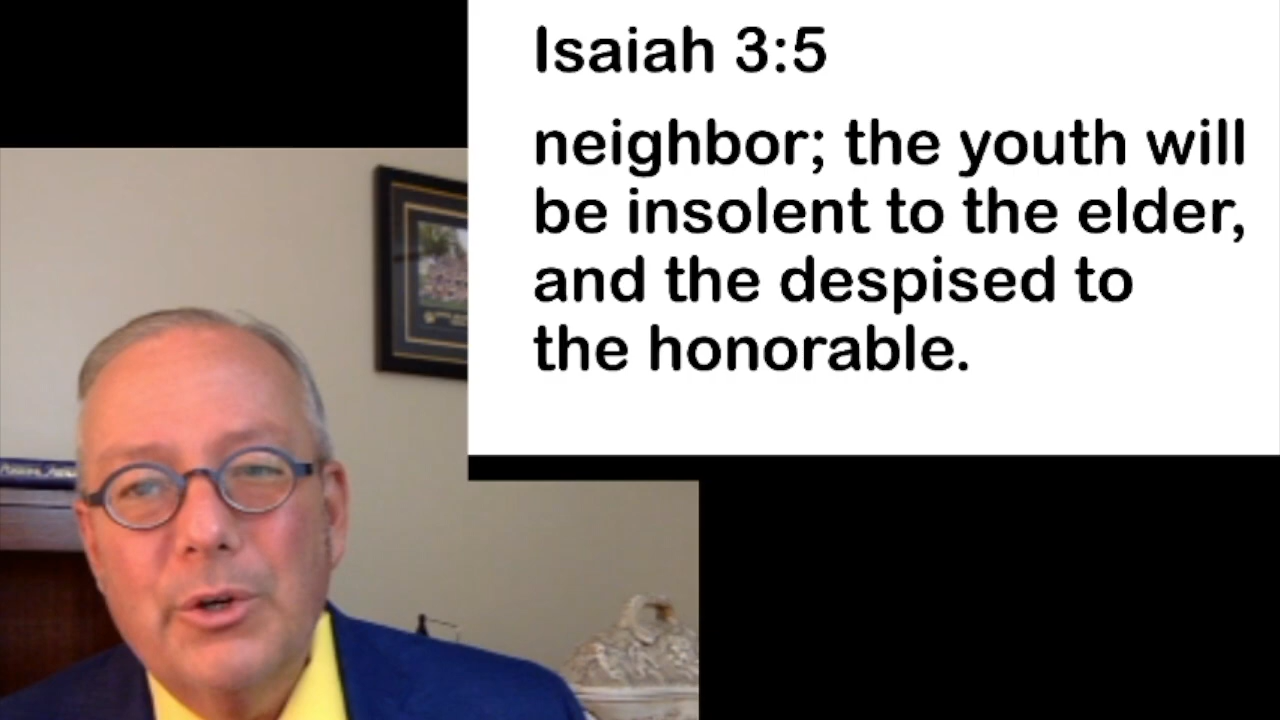 Isaiah 3:5
neighbor; the youth will
be insolent to the elder,
and the despised to
the honorable.